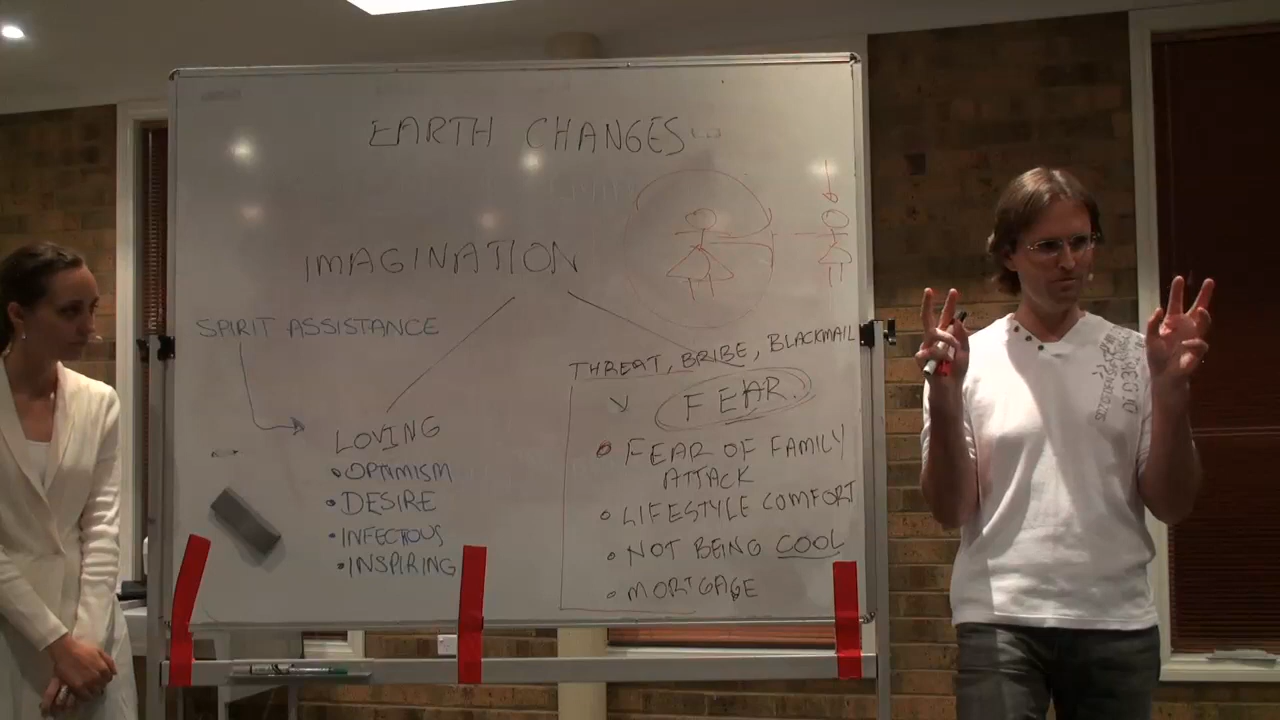 EARTH CHANGES...
IMAGINATION
SPIRIT ASSISTANCE
LOVING
• OPTIMISM
• DESIRE
• INFECTOUS
• INSPIRING
THREAT, BRIBE, BLACKMAIL
FEAR.
• FEAR OF FAMILY
ATTACK
• LIFESTYLE COMFORT
• NOT BEING COOL
• MORTGAGE